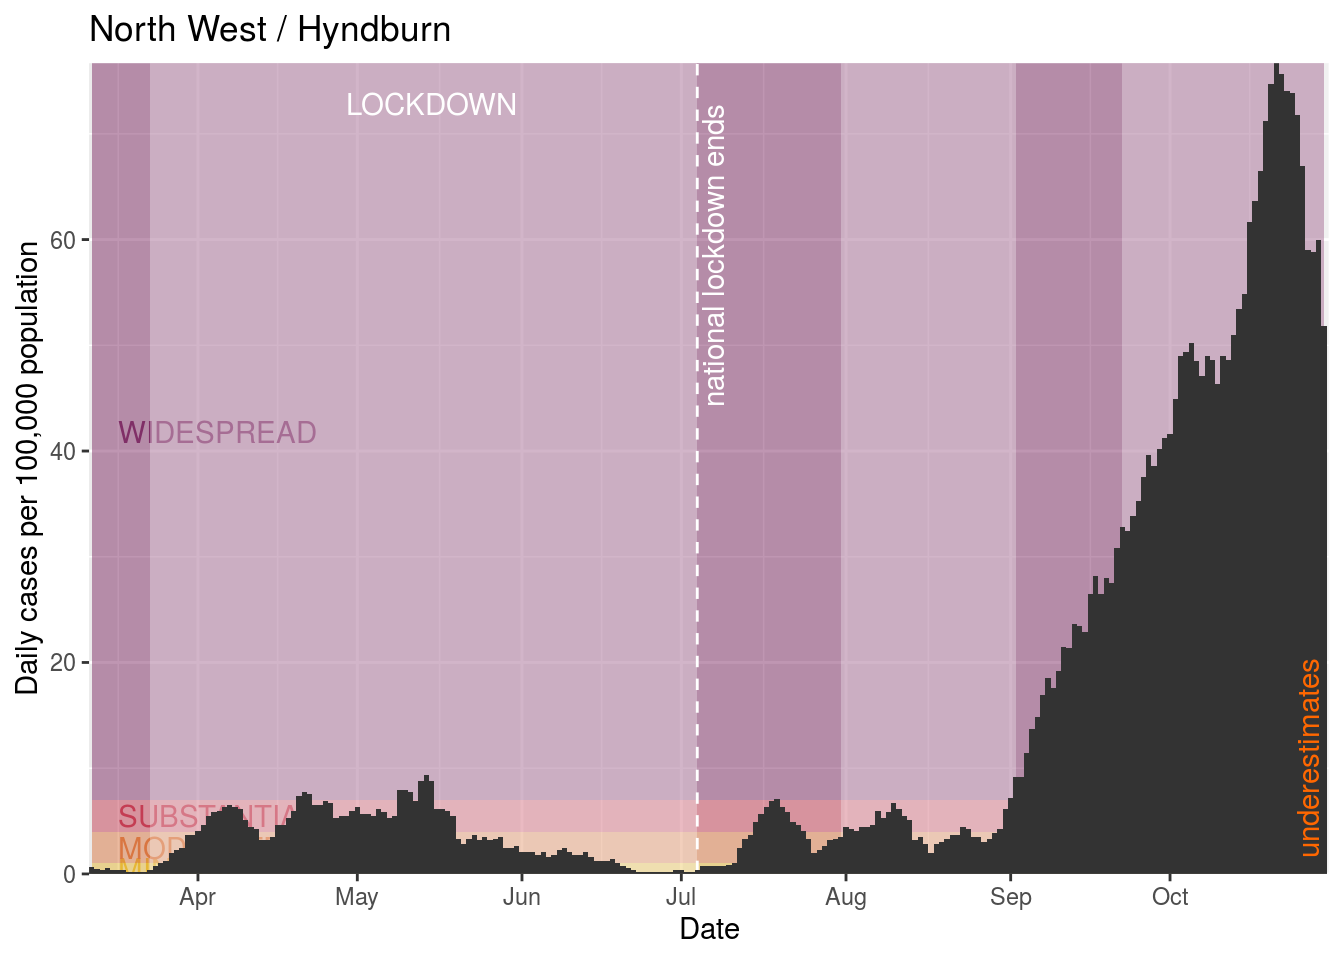 North West / Hyndburn
LOCKDOWN
national lockdown ends
WIDESPREAD
underestimates
Daily cases per 100,000 population
60
40
20
0
Apr May Jun Jul Aug Sep Oct
Date